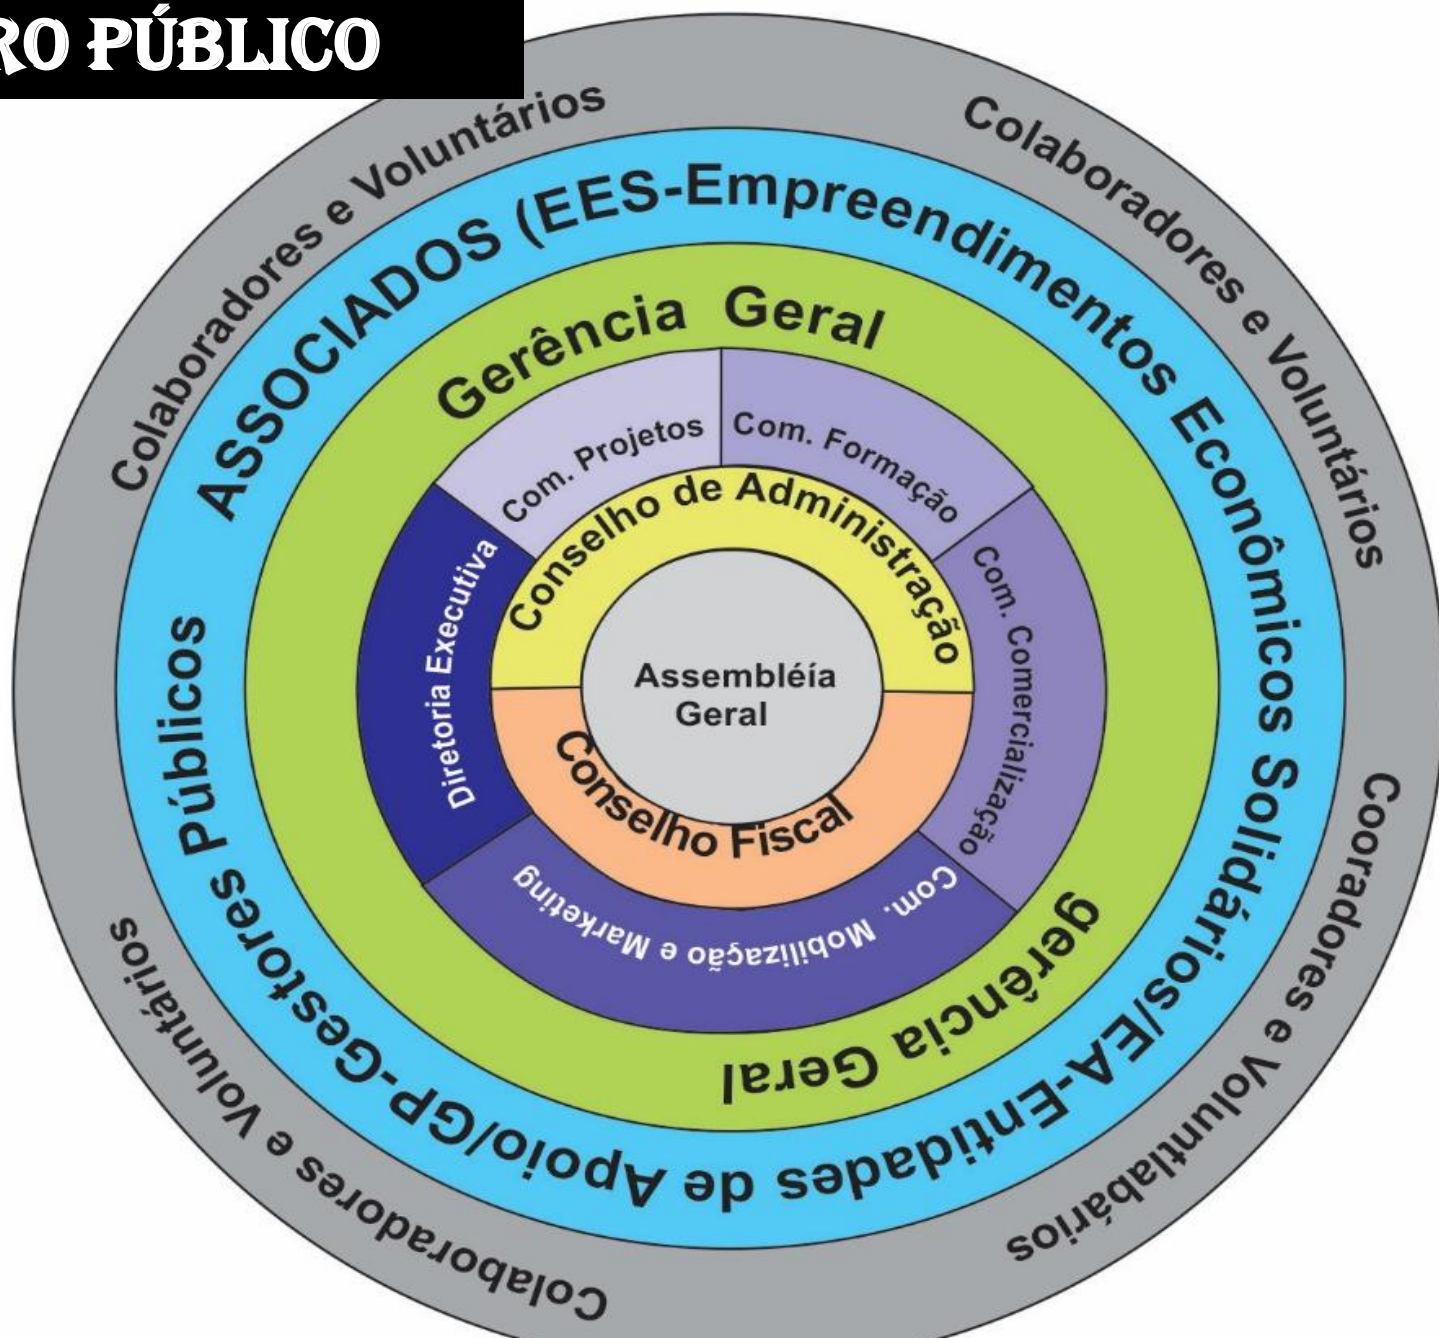 RO PÚBLICO
Colaboradores e Voluntários
Colaboradores e Voluntários
Cooradores e Voluntlabários
Colaboradores e Voluntários
ASSOCIADOS (EES-Empreendimentos Econômicos Solidários/EA-Entidades de Apoio/GP-Gestores Públicos
Gerência Geral
gerência Geral
Com. Projetos
Com. Formação
Com. Comercialização
Com. Mobilização e Marketing
Diretoria Executiva
Conselho de Administração
Conselho Fiscal
Assembléía
Geral